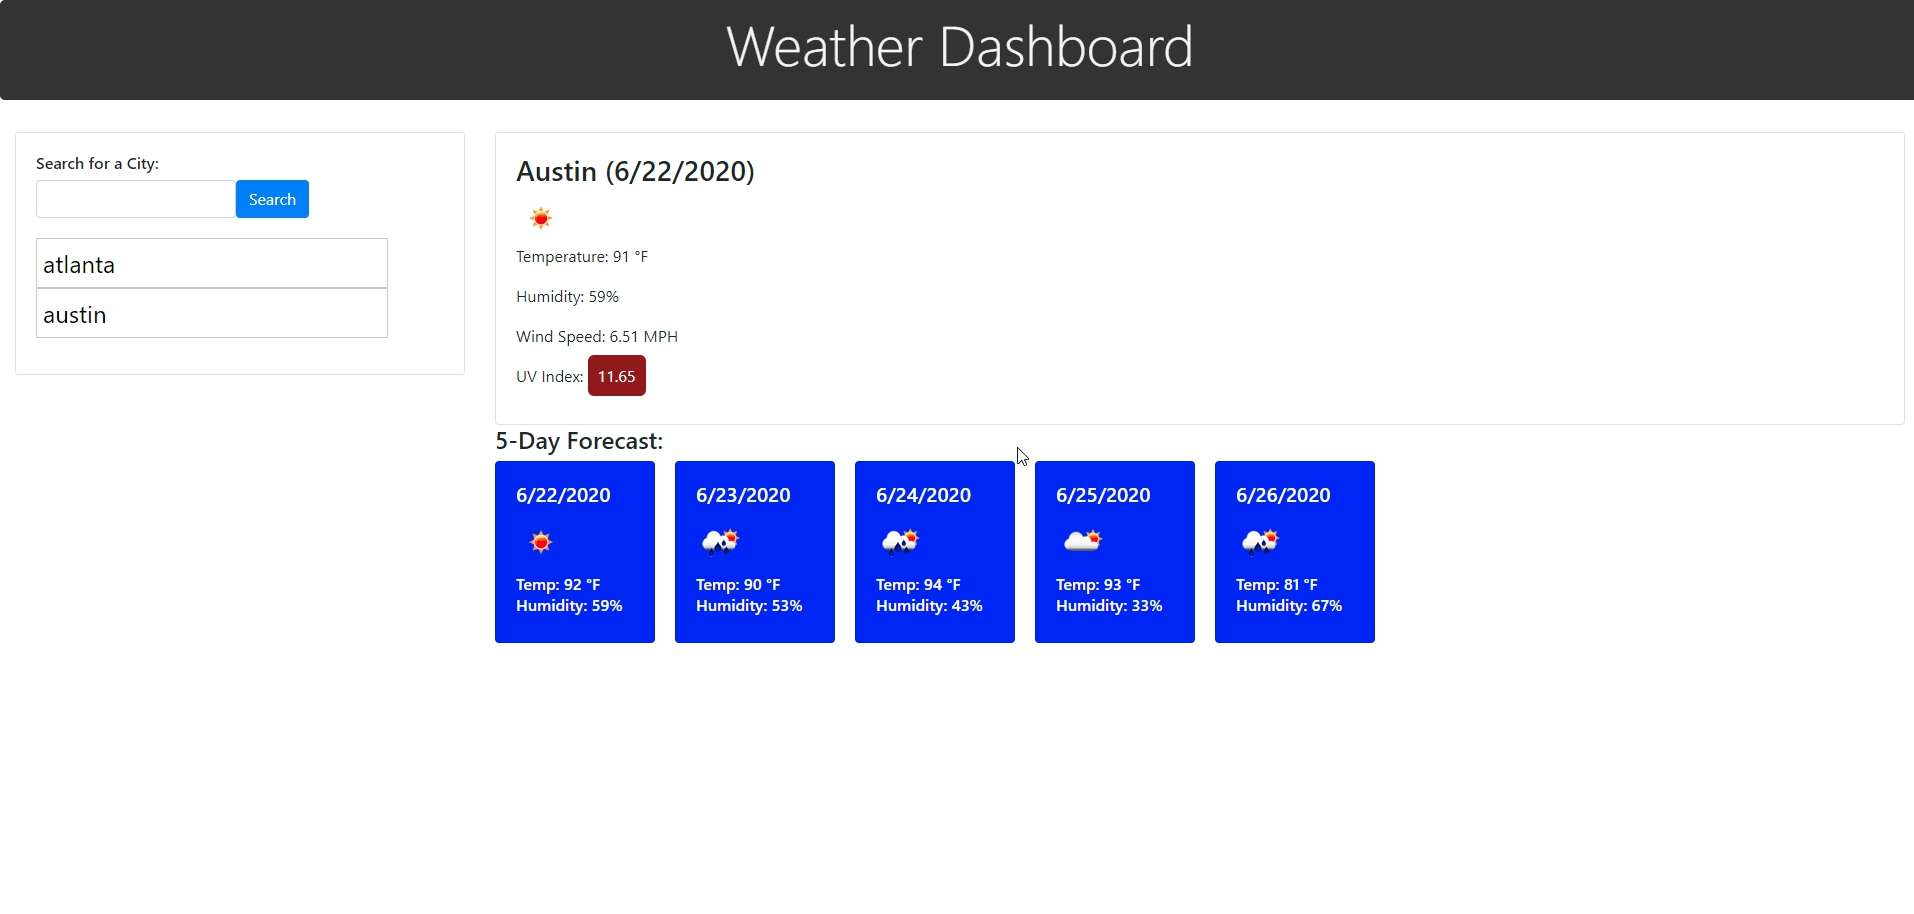 Weather Dashboard
Search for a City:
Search
atlanta
austin
Austin (6/22/2020)
Temperature: 91 °F
Humidity: 59%
Wind Speed: 6.51 MPH
UV Index: 11.65
5-Day Forecast:
6/22/2020
Temp: 92 °F
Humidity: 59%
6/23/2020
Temp: 90 °F
Humidity: 53%
6/24/2020
Temp: 94 °F
Humidity: 43%
6/25/2020
Temp: 93 °F
Humidity: 33%
6/26/2020
Temp: 81 °F
Humidity: 67%